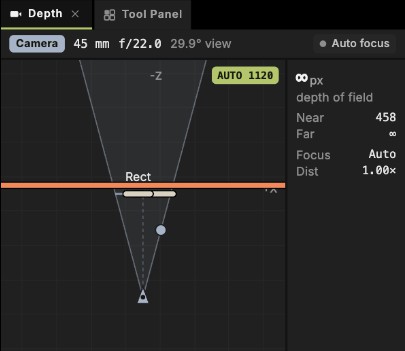 Depth
Tool Panel
Camera 45 mm f/22.0 29.9° view
Auto focus
-Z
AUTO 1120
Rect
∞px
depth of field
Near 458
Far ∞
Focus Auto
Dist 1.00×